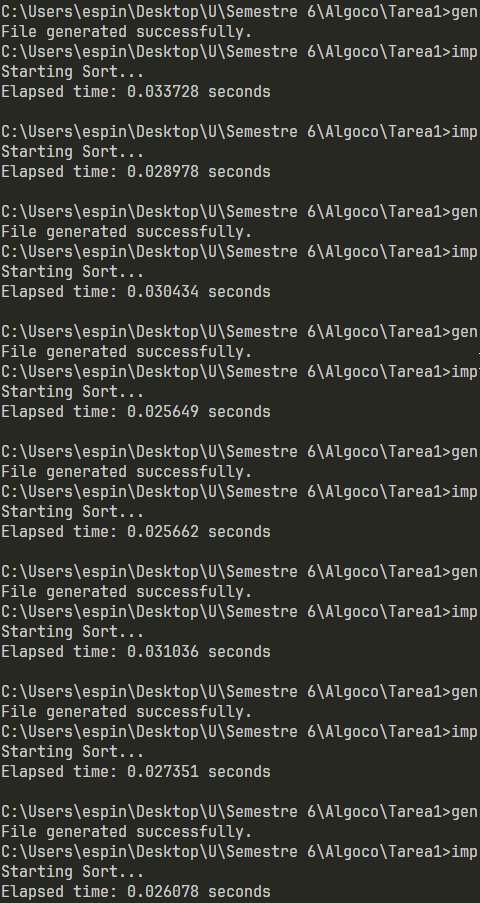 C:\Users\espin\Desktop\U\Semestre 6\Algoco\Tarea1>gen
File generated successfully.
C:\Users\espin\Desktop\U\Semestre 6\Algoco\Tarea1>imp
Starting Sort...
Elapsed time: 0.033728 seconds
C:\Users\espin\Desktop\U\Semestre 6\Algoco\Tarea1>imp
Starting Sort...
Elapsed time: 0.028978 seconds
C:\Users\espin\Desktop\U\Semestre 6\Algoco\Tarea1>gen
File generated successfully.
C:\Users\espin\Desktop\U\Semestre 6\Algoco\Tarea1>imp
Starting Sort...
Elapsed time: 0.030434 seconds
C:\Users\espin\Desktop\U\Semestre 6\Algoco\Tarea1>gen
File generated successfully.
C:\Users\espin\Desktop\U\Semestre 6\Algoco\Tarea1>imp
Starting Sort...
Elapsed time: 0.025649 seconds
C:\Users\espin\Desktop\U\Semestre 6\Algoco\Tarea1>gen
File generated successfully.
C:\Users\espin\Desktop\U\Semestre 6\Algoco\Tarea1>imp
Starting Sort...
Elapsed time: 0.025662 seconds
C:\Users\espin\Desktop\U\Semestre 6\Algoco\Tarea1>gen
File generated successfully.
C:\Users\espin\Desktop\U\Semestre 6\Algoco\Tarea1>imp
Starting Sort...
Elapsed time: 0.031036 seconds
C:\Users\espin\Desktop\U\Semestre 6\Algoco\Tarea1>gen
File generated successfully.
C:\Users\espin\Desktop\U\Semestre 6\Algoco\Tarea1>imp
Starting Sort...
Elapsed time: 0.027351 seconds
C:\Users\espin\Desktop\U\Semestre 6\Algoco\Tarea1>gen
File generated successfully.
C:\Users\espin\Desktop\U\Semestre 6\Algoco\Tarea1>imp
Starting Sort...
Elapsed time: 0.026078 seconds